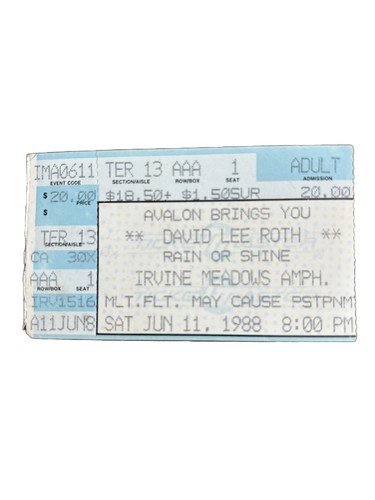 IMA0611 TER 13 AAA 1 ADULT
EVENT CODE SECTION/AISLE ROW/BOX SEAT ADMISSION
$ 20.00 PRICE $18.50+ $1.50SUR 20.00
$
AVALON BRINGS YOU
TER 13 ** DAVID LEE ROTH **
SECTION/AISLE
RAIN OR SHINE
CA 30X
AAA 1 IRVINE MEADOWS AMPH.
ROW/BOX SEAT
IRV1516 MLT.FLT. MAY CAUSE PSTPNM
A11JUN8 SAT JUN 11, 1988 8:00 PM